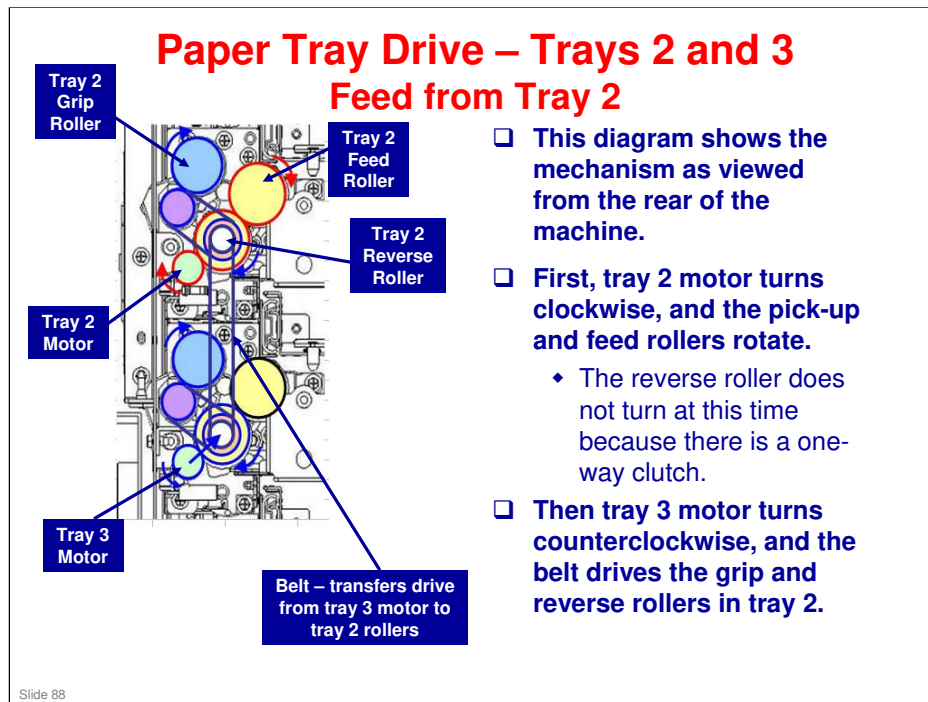 Paper Tray Drive – Trays 2 and 3
Feed from Tray 2
Tray 2
Grip
Roller
Tray 2
Feed
Roller
Tray 2
Reverse
Roller
Tray 2
Motor
Tray 3
Motor
Belt – transfers drive
from tray 3 motor to
tray 2 rollers
❑ This diagram shows the
mechanism as viewed
from the rear of the
machine.
❑ First, tray 2 motor turns
clockwise, and the pick-up
and feed rollers rotate.
◆ The reverse roller does
not turn at this time
because there is a one-
way clutch.
❑ Then tray 3 motor turns
counterclockwise, and the
belt drives the grip and
reverse rollers in tray 2.
Slide 88